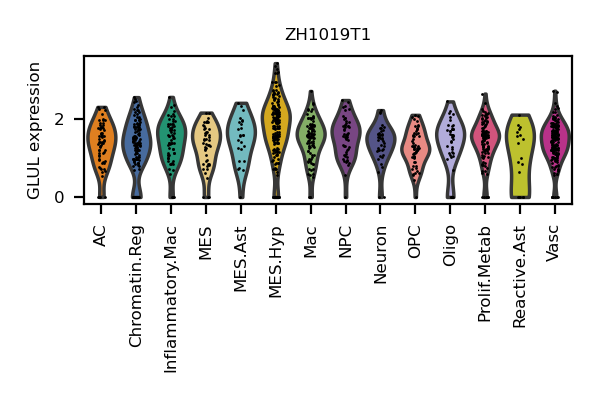 ZH1019T1
GLUL expression
2
0
AC
Chromatin.Reg
Inflammatory.Mac
MES
MES.Ast
MES.Hyp
Mac
NPC
Neuron
OPC
Oligo
Prolif.Metab
Reactive.Ast
Vasc